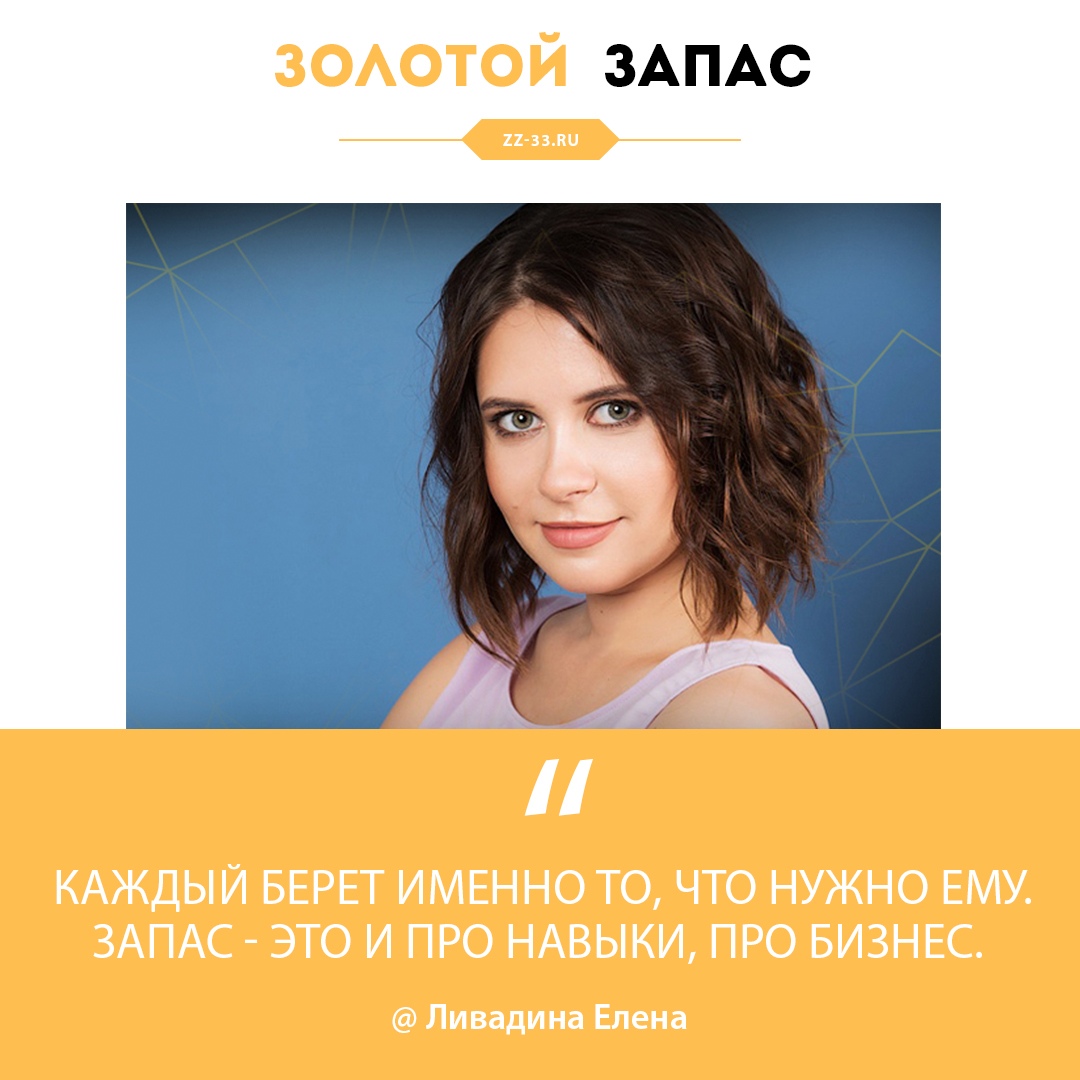 ЗОЛОТОЙ ЗАПАС
ZZ-33.RU
“
КАЖДЫЙ БЕРЕТ ИМЕННО ТО, ЧТО НУЖНО ЕМУ.
ЗАПАС - ЭТО И ПРО НАВЫКИ, ПРО БИЗНЕС.
@ Ливадина Елена